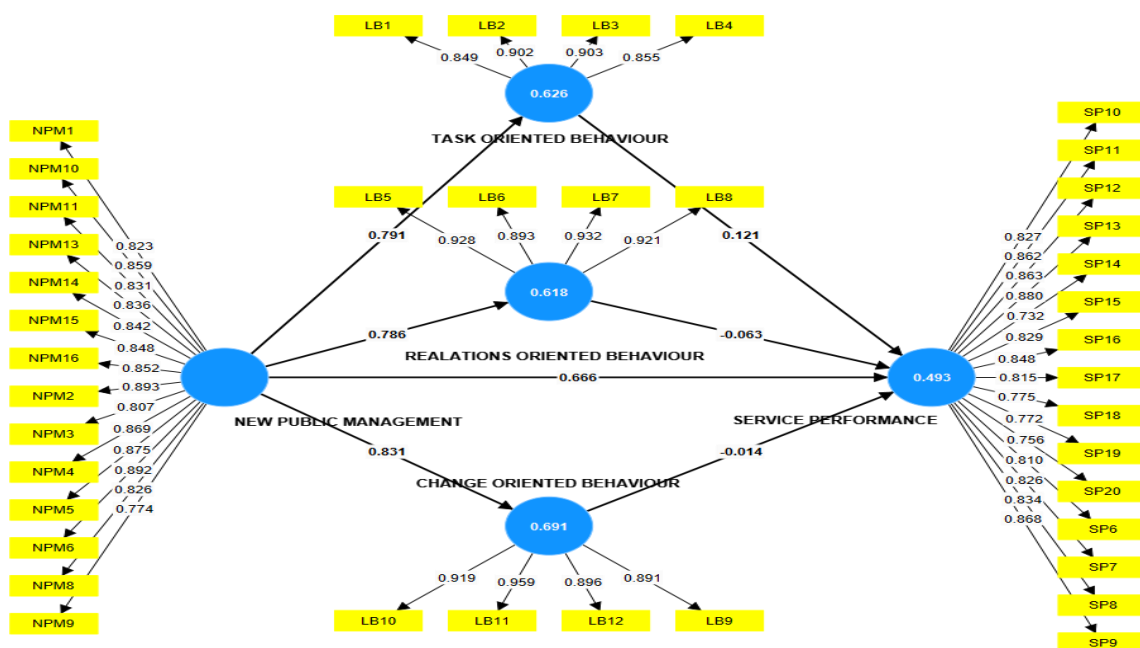 LB1
LB2
LB3
LB4
0.849
0.902
0.903
0.855
0.626
TASK ORIENTED BEHAVIOUR
NPM1
NPM10
NPM11
NPM13
NPM14
NPM15
NPM16
NPM2
NPM3
NPM4
NPM5
NPM6
NPM8
NPM9
0.823
0.859
0.831
0.836
0.842
0.848
0.852
0.893
0.807
0.869
0.875
0.892
0.826
0.774
NEW PUBLIC MANAGEMENT
0.791
0.786
0.666
0.831
LB5
LB6
LB7
LB8
0.928
0.893
0.932
0.921
0.618
REALATIONS ORIENTED BEHAVIOUR
0.121
-0.063
-0.014
CHANGE ORIENTED BEHAVIOUR
0.691
0.919
0.959
0.896
0.891
LB10
LB11
LB12
LB9
0.493
SERVICE PERFORMANCE
0.827
0.862
0.863
0.880
0.732
0.829
0.848
0.815
0.775
0.772
0.756
0.810
0.826
0.834
0.868
SP10
SP11
SP12
SP13
SP14
SP15
SP16
SP17
SP18
SP19
SP20
SP6
SP7
SP8
SP9